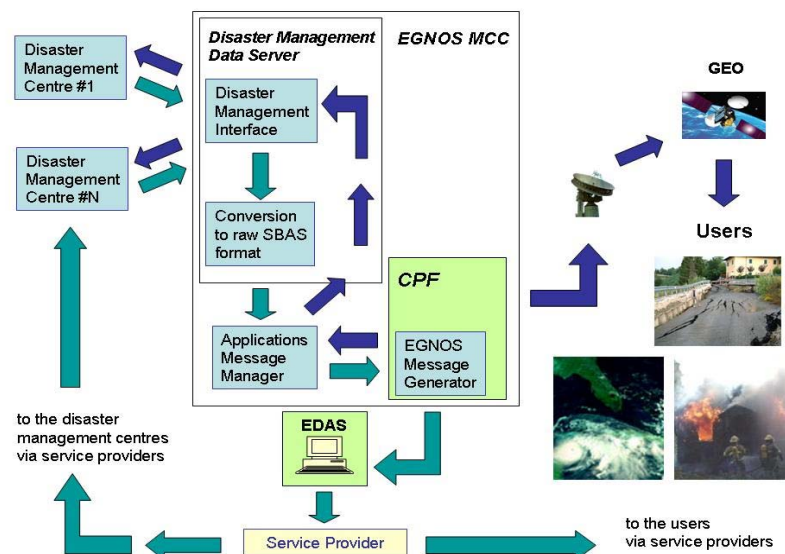 Disaster Management
Data Server
EGNOS MCC
Disaster
Management
Centre #1
Disaster
Management
Interface
GEO
Disaster
Management
Centre #N
Conversion
to raw SBAS
format
Users
CPF
Applications
Message
Manager
EGNOS
Message
Generator
to the disaster
management centres
via service providers
EDAS
Service Provider
to the users
via service providers